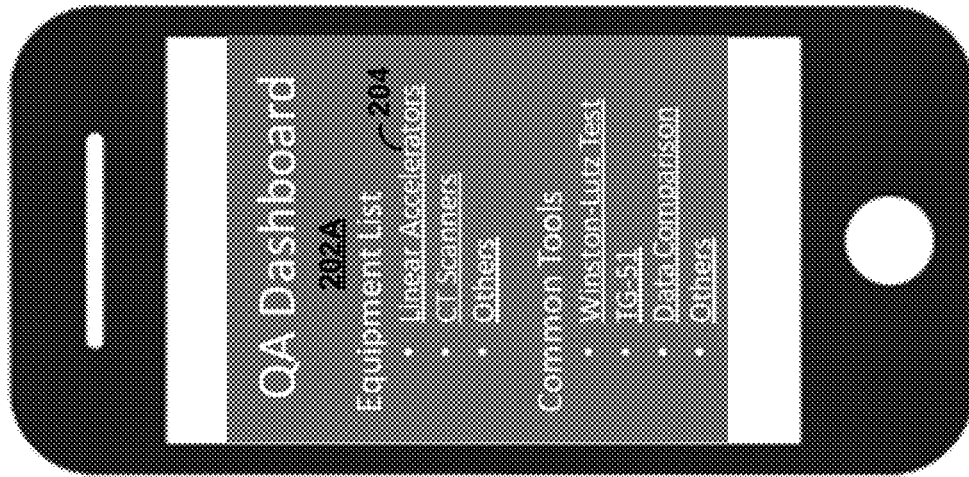 QA Dashboard
202A
Equipment List
204
• Linear Accelerators
• CT Scanners
• Others
Common Tools
• Winston-Lutz Test
• TG-51
• Data Comparison
• Others